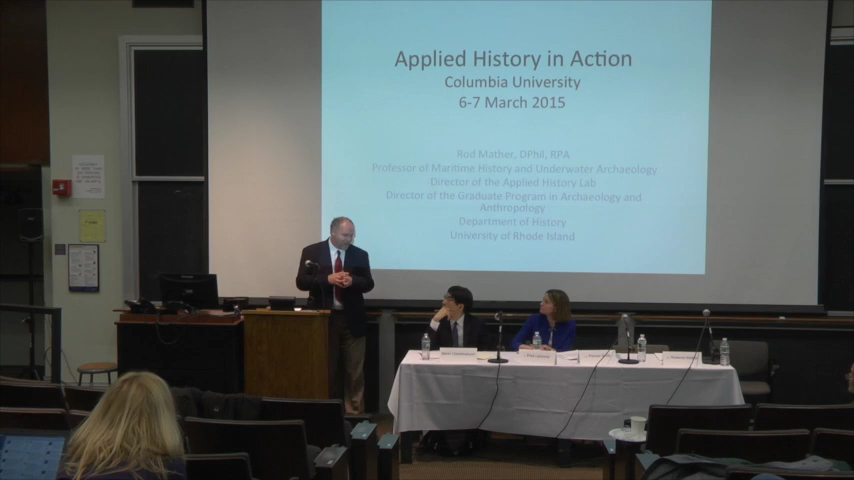 Applied History in Action
Columbia University
6-7 March 2015
Rod Mather, DPhil, RPA
Professor of Maritime History and Underwater Archaeology
Director of the Applied History Lab
Director of the Graduate Program in Archaeology and
Anthropology
Department of History
University of Rhode Island